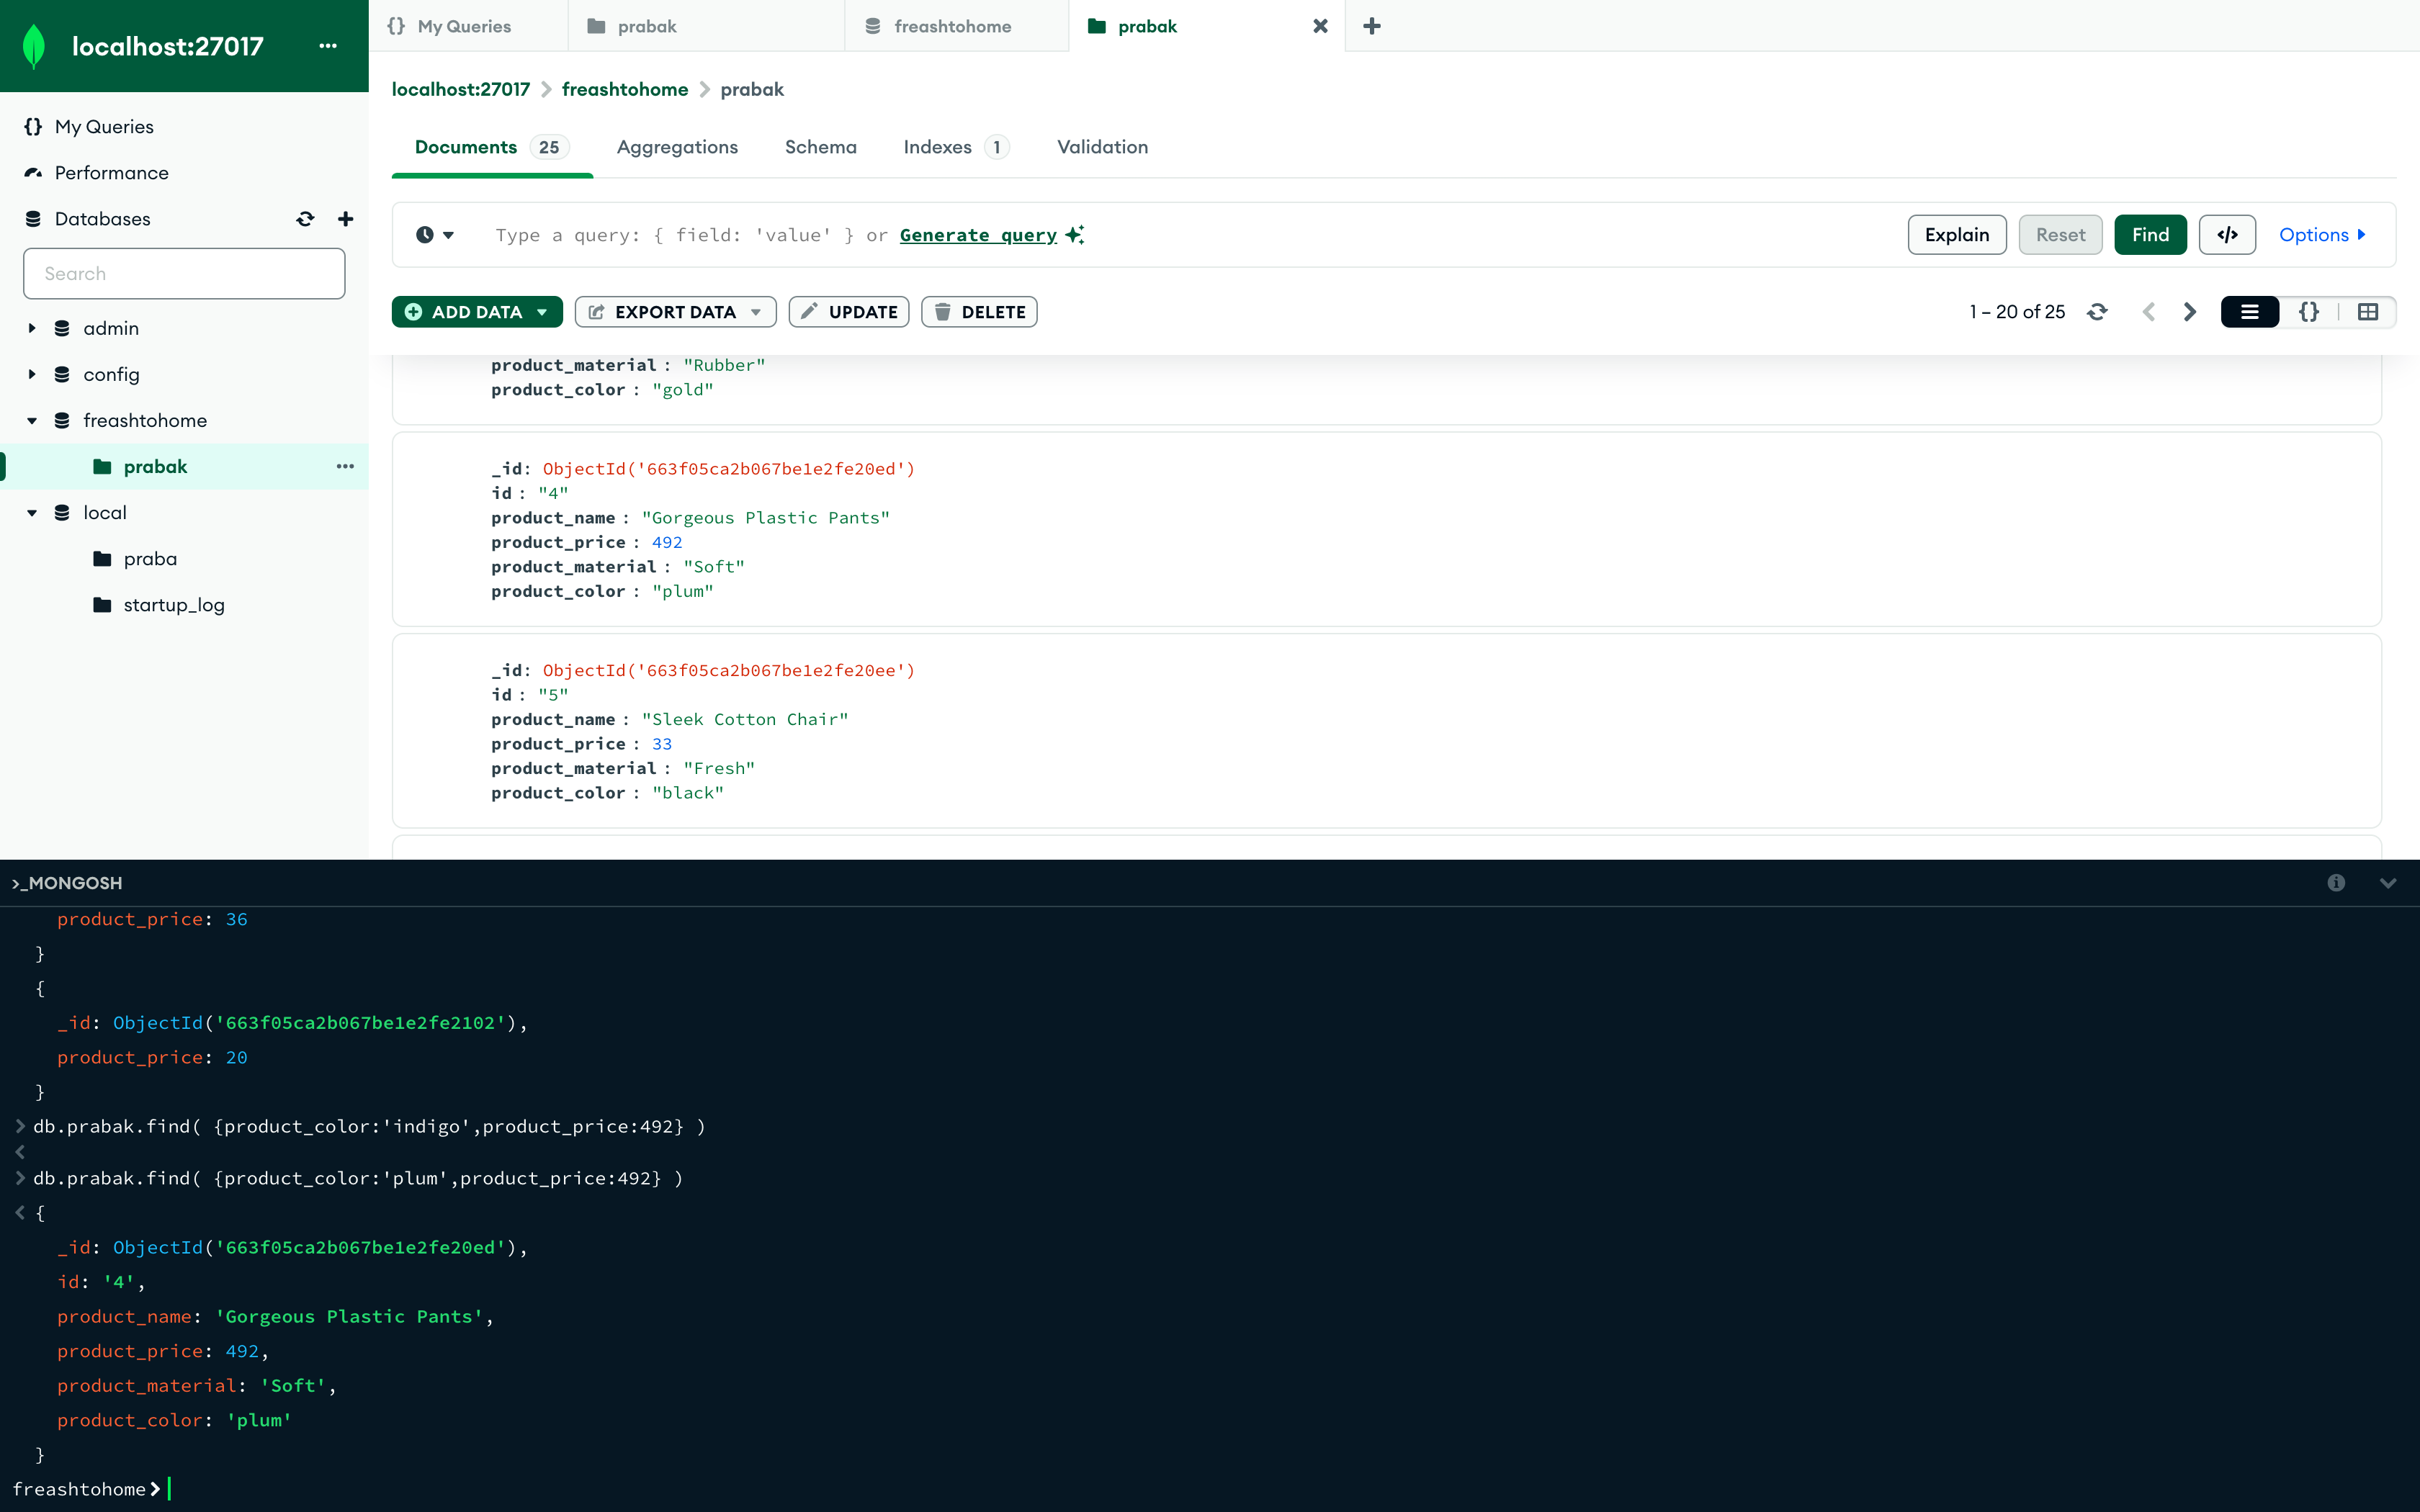 localhost:27017
My Queries
Performance
Databases
Search
admin
config
freashtohome
prabak
local
praba
startup_log
{} My Queries
prabak
freashtohome
prabak
localhost:27017 > freashtohome > prabak
Documents 25 Aggregations Schema Indexes 1 Validation
Type a query: { field: 'value' } or Generate query
Explain Reset Find </> Options
ADD DATA EXPORT DATA UPDATE DELETE
1 – 20 of 25 {}
product_material : "Rubber"
product_color : "gold"
_id: ObjectId('663f05ca2b067be1e2fe20ed')
id : "4"
product_name : "Gorgeous Plastic Pants"
product_price : 492
product_material : "Soft"
product_color : "plum"
_id: ObjectId('663f05ca2b067be1e2fe20ee')
id : "5"
product_name : "Sleek Cotton Chair"
product_price : 33
product_material : "Fresh"
product_color : "black"
>_MONGOSH
product_price: 36
}
{
_id: ObjectId('663f05ca2b067be1e2fe2102'),
product_price: 20
}
> db.prabak.find( {product_color:'indigo',product_price:492} )
<
> db.prabak.find( {product_color:'plum',product_price:492} )
< {
_id: ObjectId('663f05ca2b067be1e2fe20ed'),
id: '4',
product_name: 'Gorgeous Plastic Pants',
product_price: 492,
product_material: 'Soft',
product_color: 'plum'
}
freashtohome>